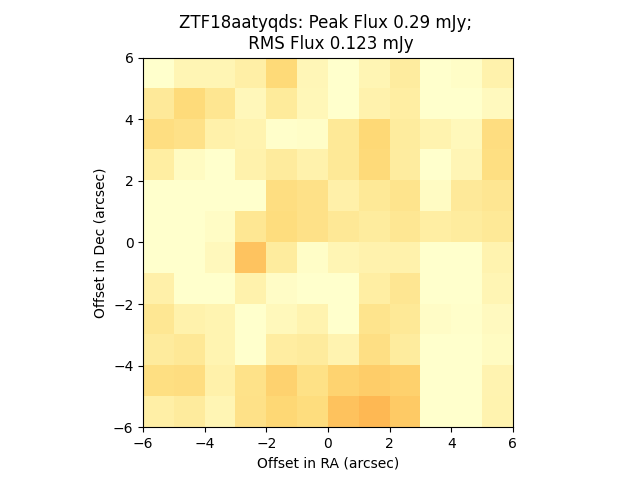 ZTF18aatyqds: Peak Flux 0.29 mJy;
RMS Flux 0.123 mJy
6
4
2
0
−2
−4
−6
Offset in Dec (arcsec)
−6 −4 −2 0 2 4 6
Offset in RA (arcsec)